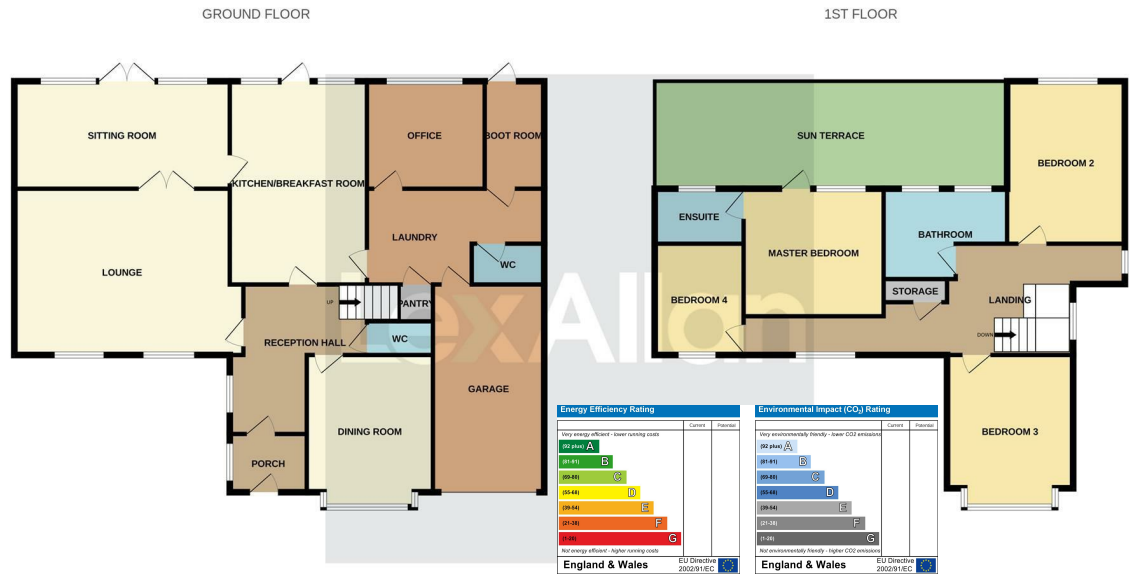 GROUND FLOOR
SITTING ROOM
KITCHEN/BREAKFAST ROOM
OFFICE
BOOT ROOM
LOUNGE
LAUNDRY
WC
UP
PANTRY
RECEPTION HALL
WC
GARAGE
DINING ROOM
PORCH
1ST FLOOR
SUN TERRACE
BEDROOM 2
ENSUITE
MASTER BEDROOM
BATHROOM
BEDROOM 4
STORAGE
LANDING
DOWN
BEDROOM 3
LexAllan
Energy Efficiency Rating
Current Potential
Very energy efficient - lower running costs
(92 plus) A
(81-91) B
(69-80) C
(55-68) D
(39-54) E
(21-38) F
(1-20) G
Not energy efficient - higher running costs
England & Wales
EU Directive
2002/91/EC
Environmental Impact (CO₂) Rating
Current Potential
Very environmentally friendly - lower CO2 emissions
(92 plus) A
(81-91) B
(69-80) C
(55-68) D
(39-54) E
(21-38) F
(1-20) G
Not environmentally friendly - higher CO2 emissions
England & Wales
EU Directive
2002/91/EC